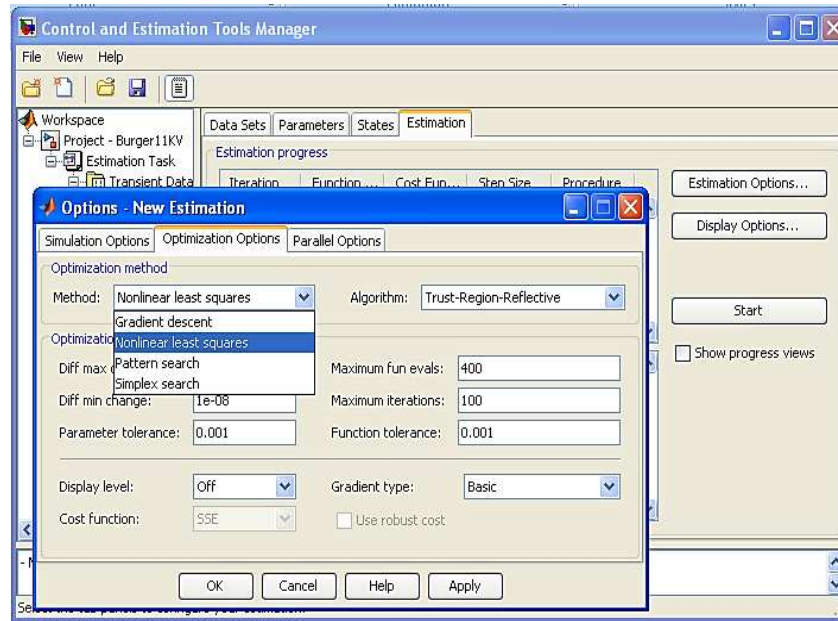 Control and Estimation Tools Manager
File View Help
Workspace
Project - Burger11KV
Estimation Task
Transient Data
Data Sets Parameters States Estimation
Estimation progress
Iteration Function ... Cost Fun... Step Size Procedure
Estimation Options...
Display Options...
Start
Show progress views
Options - New Estimation
Simulation Options Optimization Options Parallel Options
Optimization method
Method: Nonlinear least squares Algorithm: Trust-Region-Reflective
Gradient descent
Nonlinear least squares
Pattern search
Simplex search
Diff max Maximum fun evals: 400
Diff min change: 1e-08 Maximum iterations: 100
Parameter tolerance: 0.001 Function tolerance: 0.001
Display level: Off Gradient type: Basic
Cost function: SSE Use robust cost
OK Cancel Help Apply